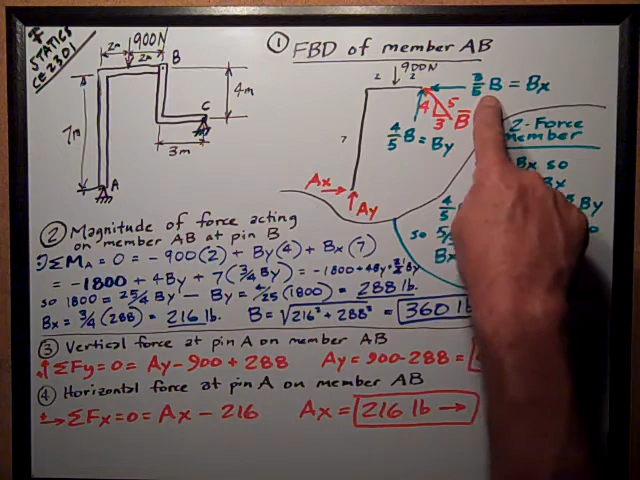 STATICS
CE 2301
2m
900N
2m
B
7m
4m
C
3m
A
① FBD of member AB
2
900N
2
3/5 B = Bx
4
5
3
B
4/5 B = By
7
Ax
Ay
2-Force
member
Bx so
By
4/5
so 5/
Bx
② Magnitude of force acting
on member AB at pin B
ΣMA = 0 = -900(2) + By(4) + Bx(7)
= -1800 + 4By + 7(3/4 By) = -1800+4By+21/4 By
so 1800 = 25/4 By - By = 4/25 (1800) = 288 lb
Bx = 3/4 (288) = 216 lb. B = √216² + 288² = 360 lb
③ Vertical force at pin A on member AB
+↑ΣFy = 0 = Ay - 900 + 288 Ay = 900-288 =
④ Horizontal force at pin A on member AB
+→ ΣFx = 0 = Ax - 216 Ax = 216 lb →